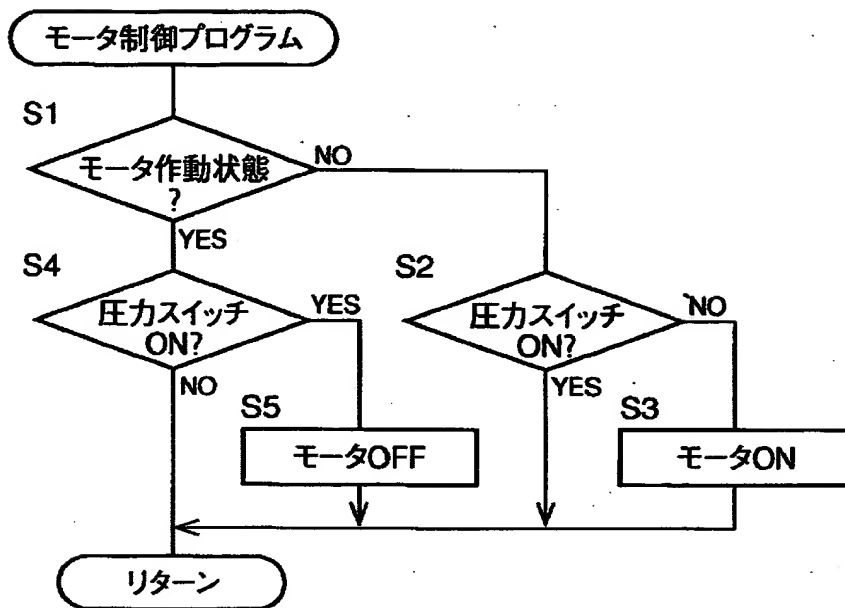 モータ制御プログラム
S1
モータ作動状態
?
NO
YES
S4
圧力スイッチ
ON?
YES
NO
S2
圧力スイッチ
ON?
NO
YES
S5
モータOFF
S3
モータON
リターン